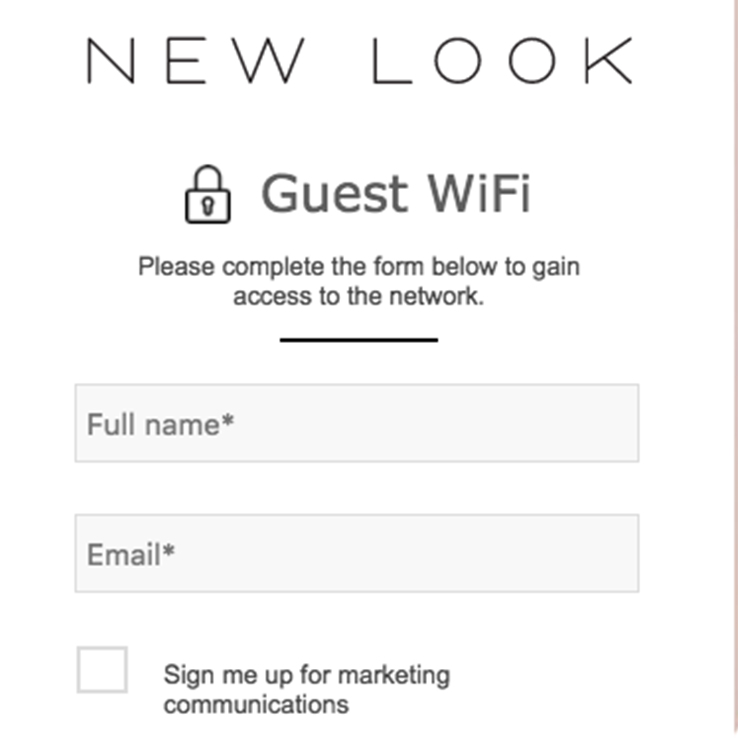 NEW LOOK
Guest WiFi
Please complete the form below to gain
access to the network.
Full name*
Email*
Sign me up for marketing
communications